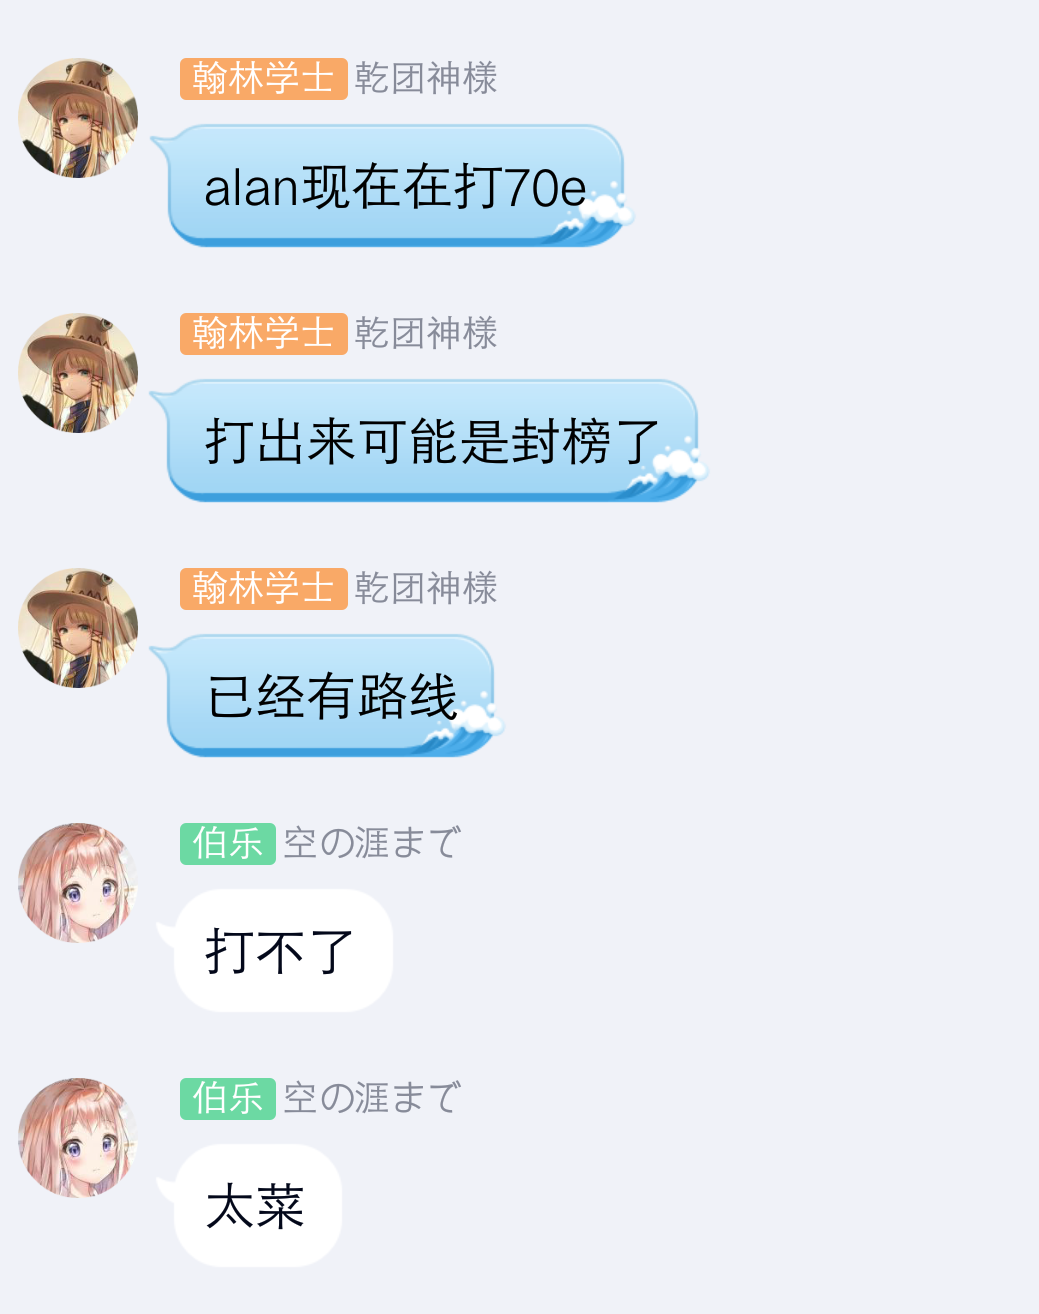 翰林学士 乾团神様
alan现在在打70e
翰林学士 乾团神様
打出来可能是封榜了
翰林学士 乾团神様
已经有路线
伯乐 空の涯まで
打不了
伯乐 空の涯まで
太菜